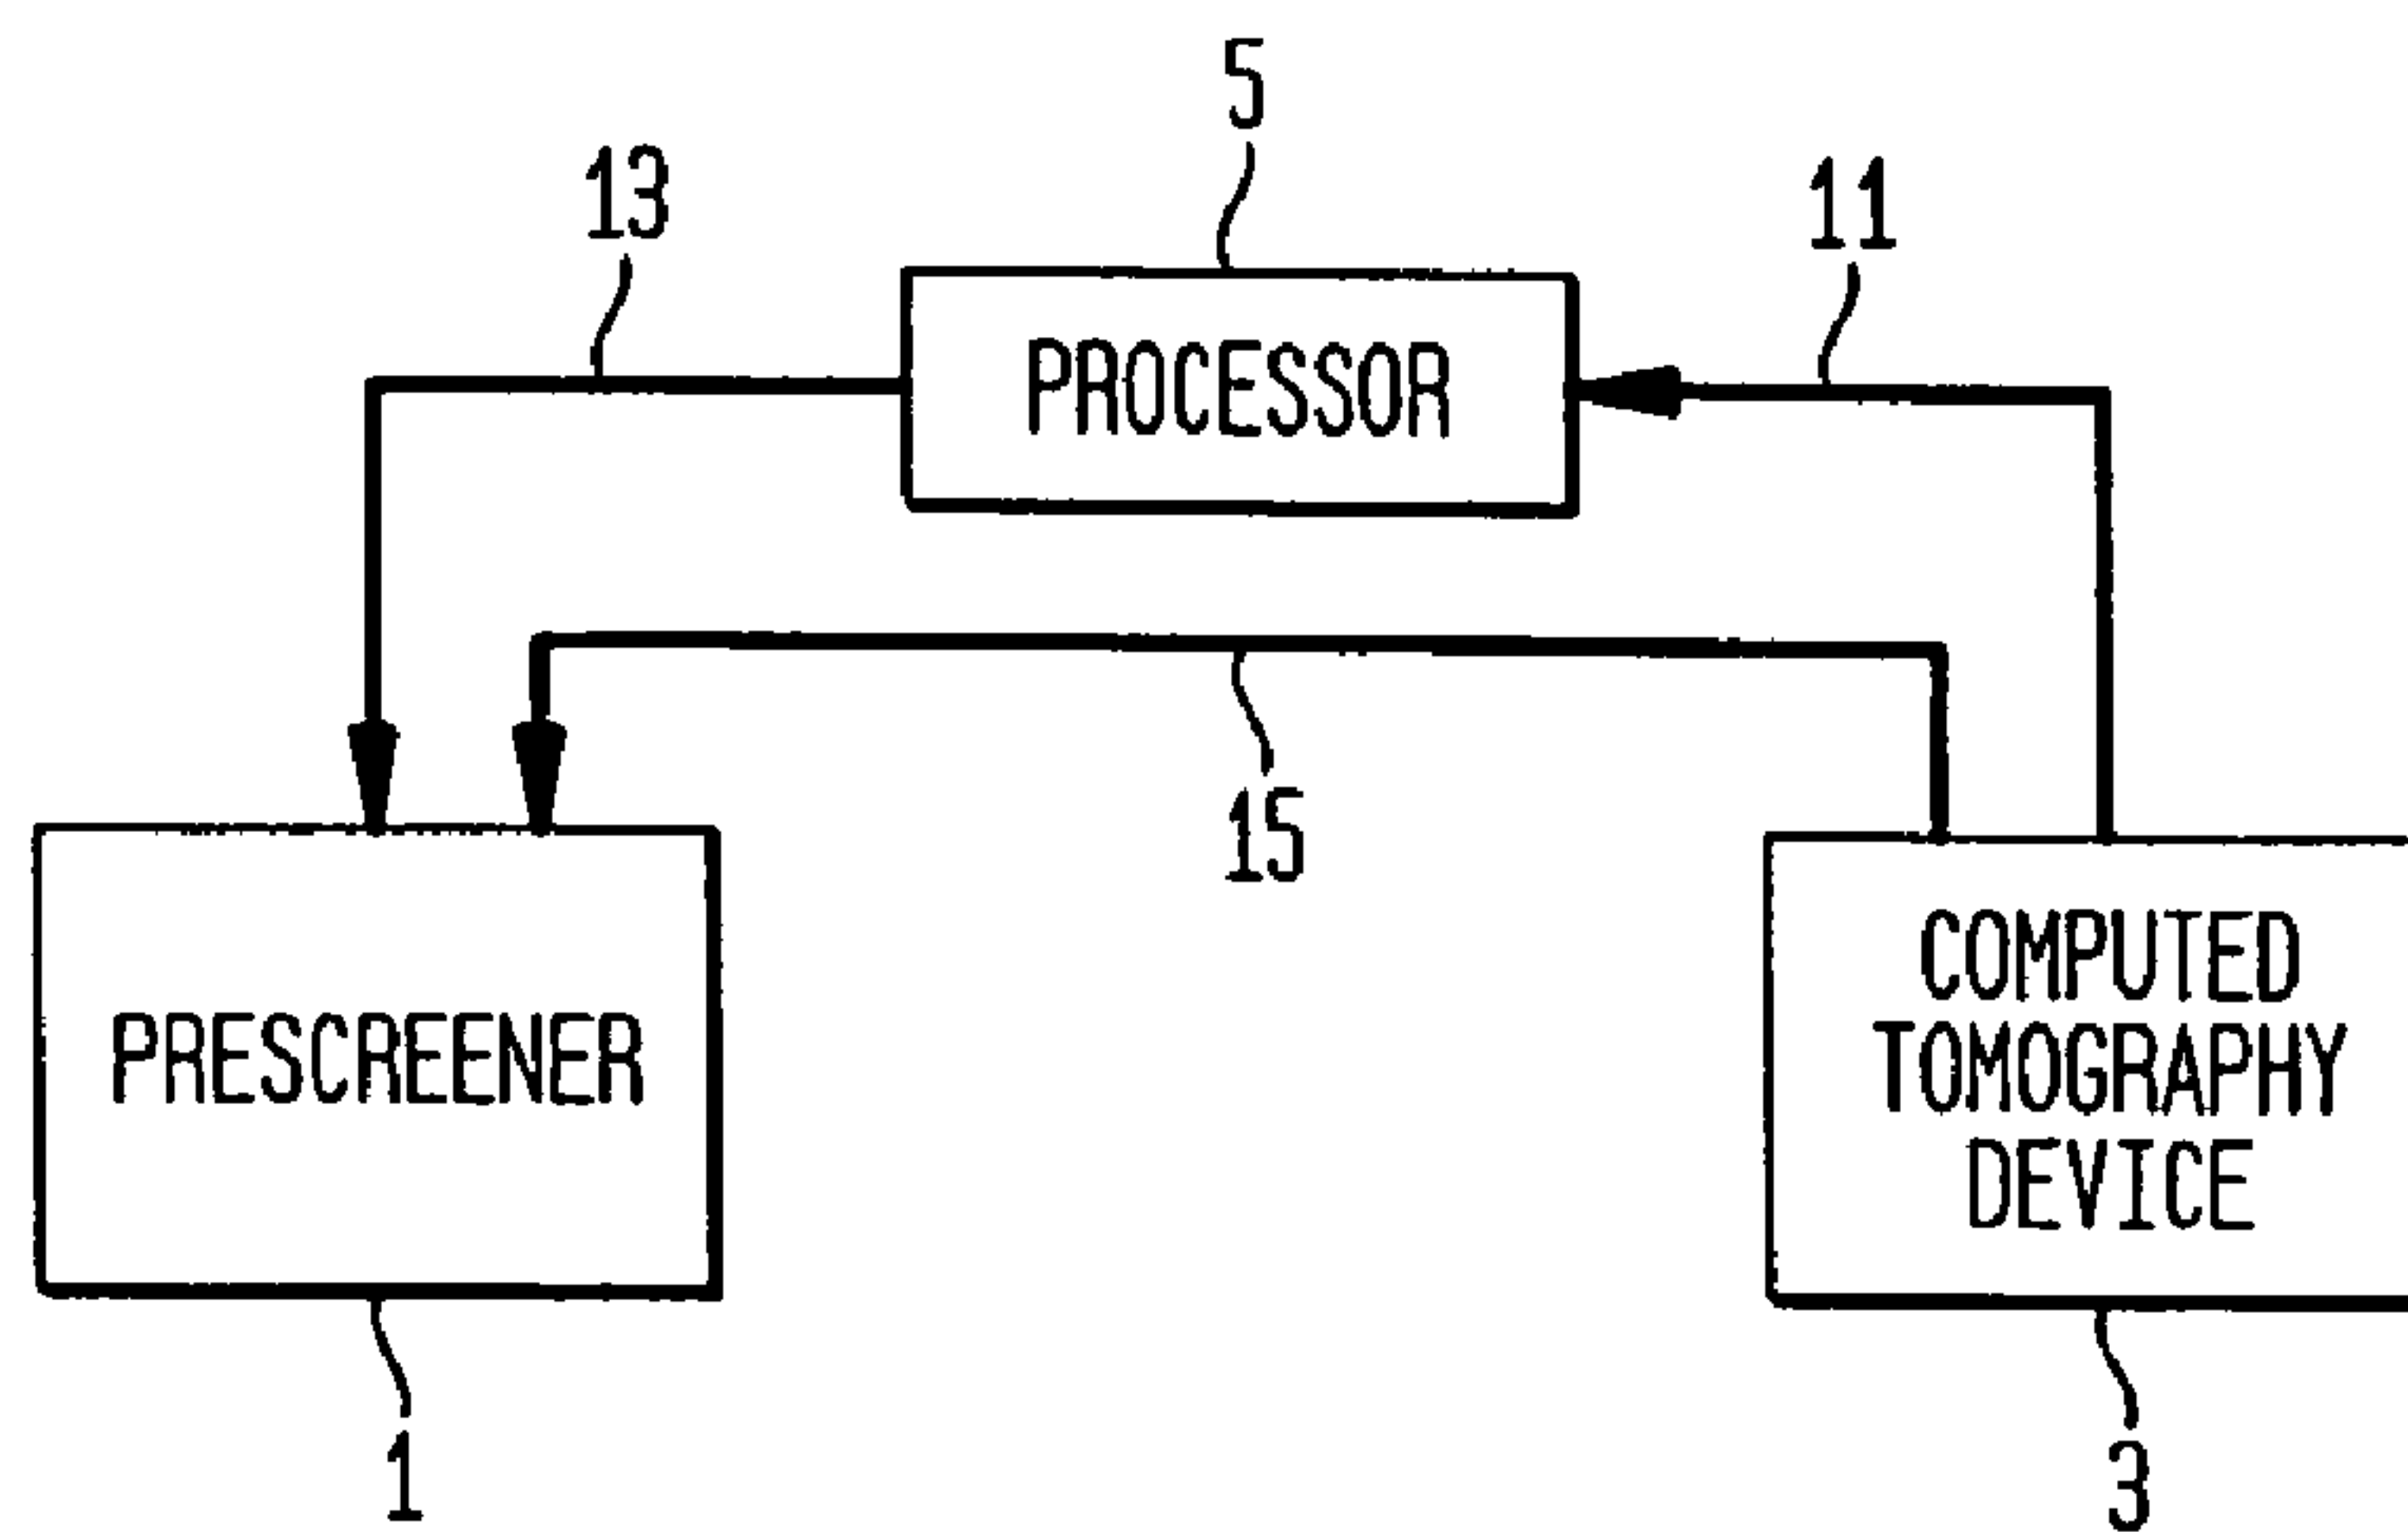 5
13
11
PROCESSOR
15
PRESCREENER
COMPUTED
TOMOGRAPHY
DEVICE
1
3